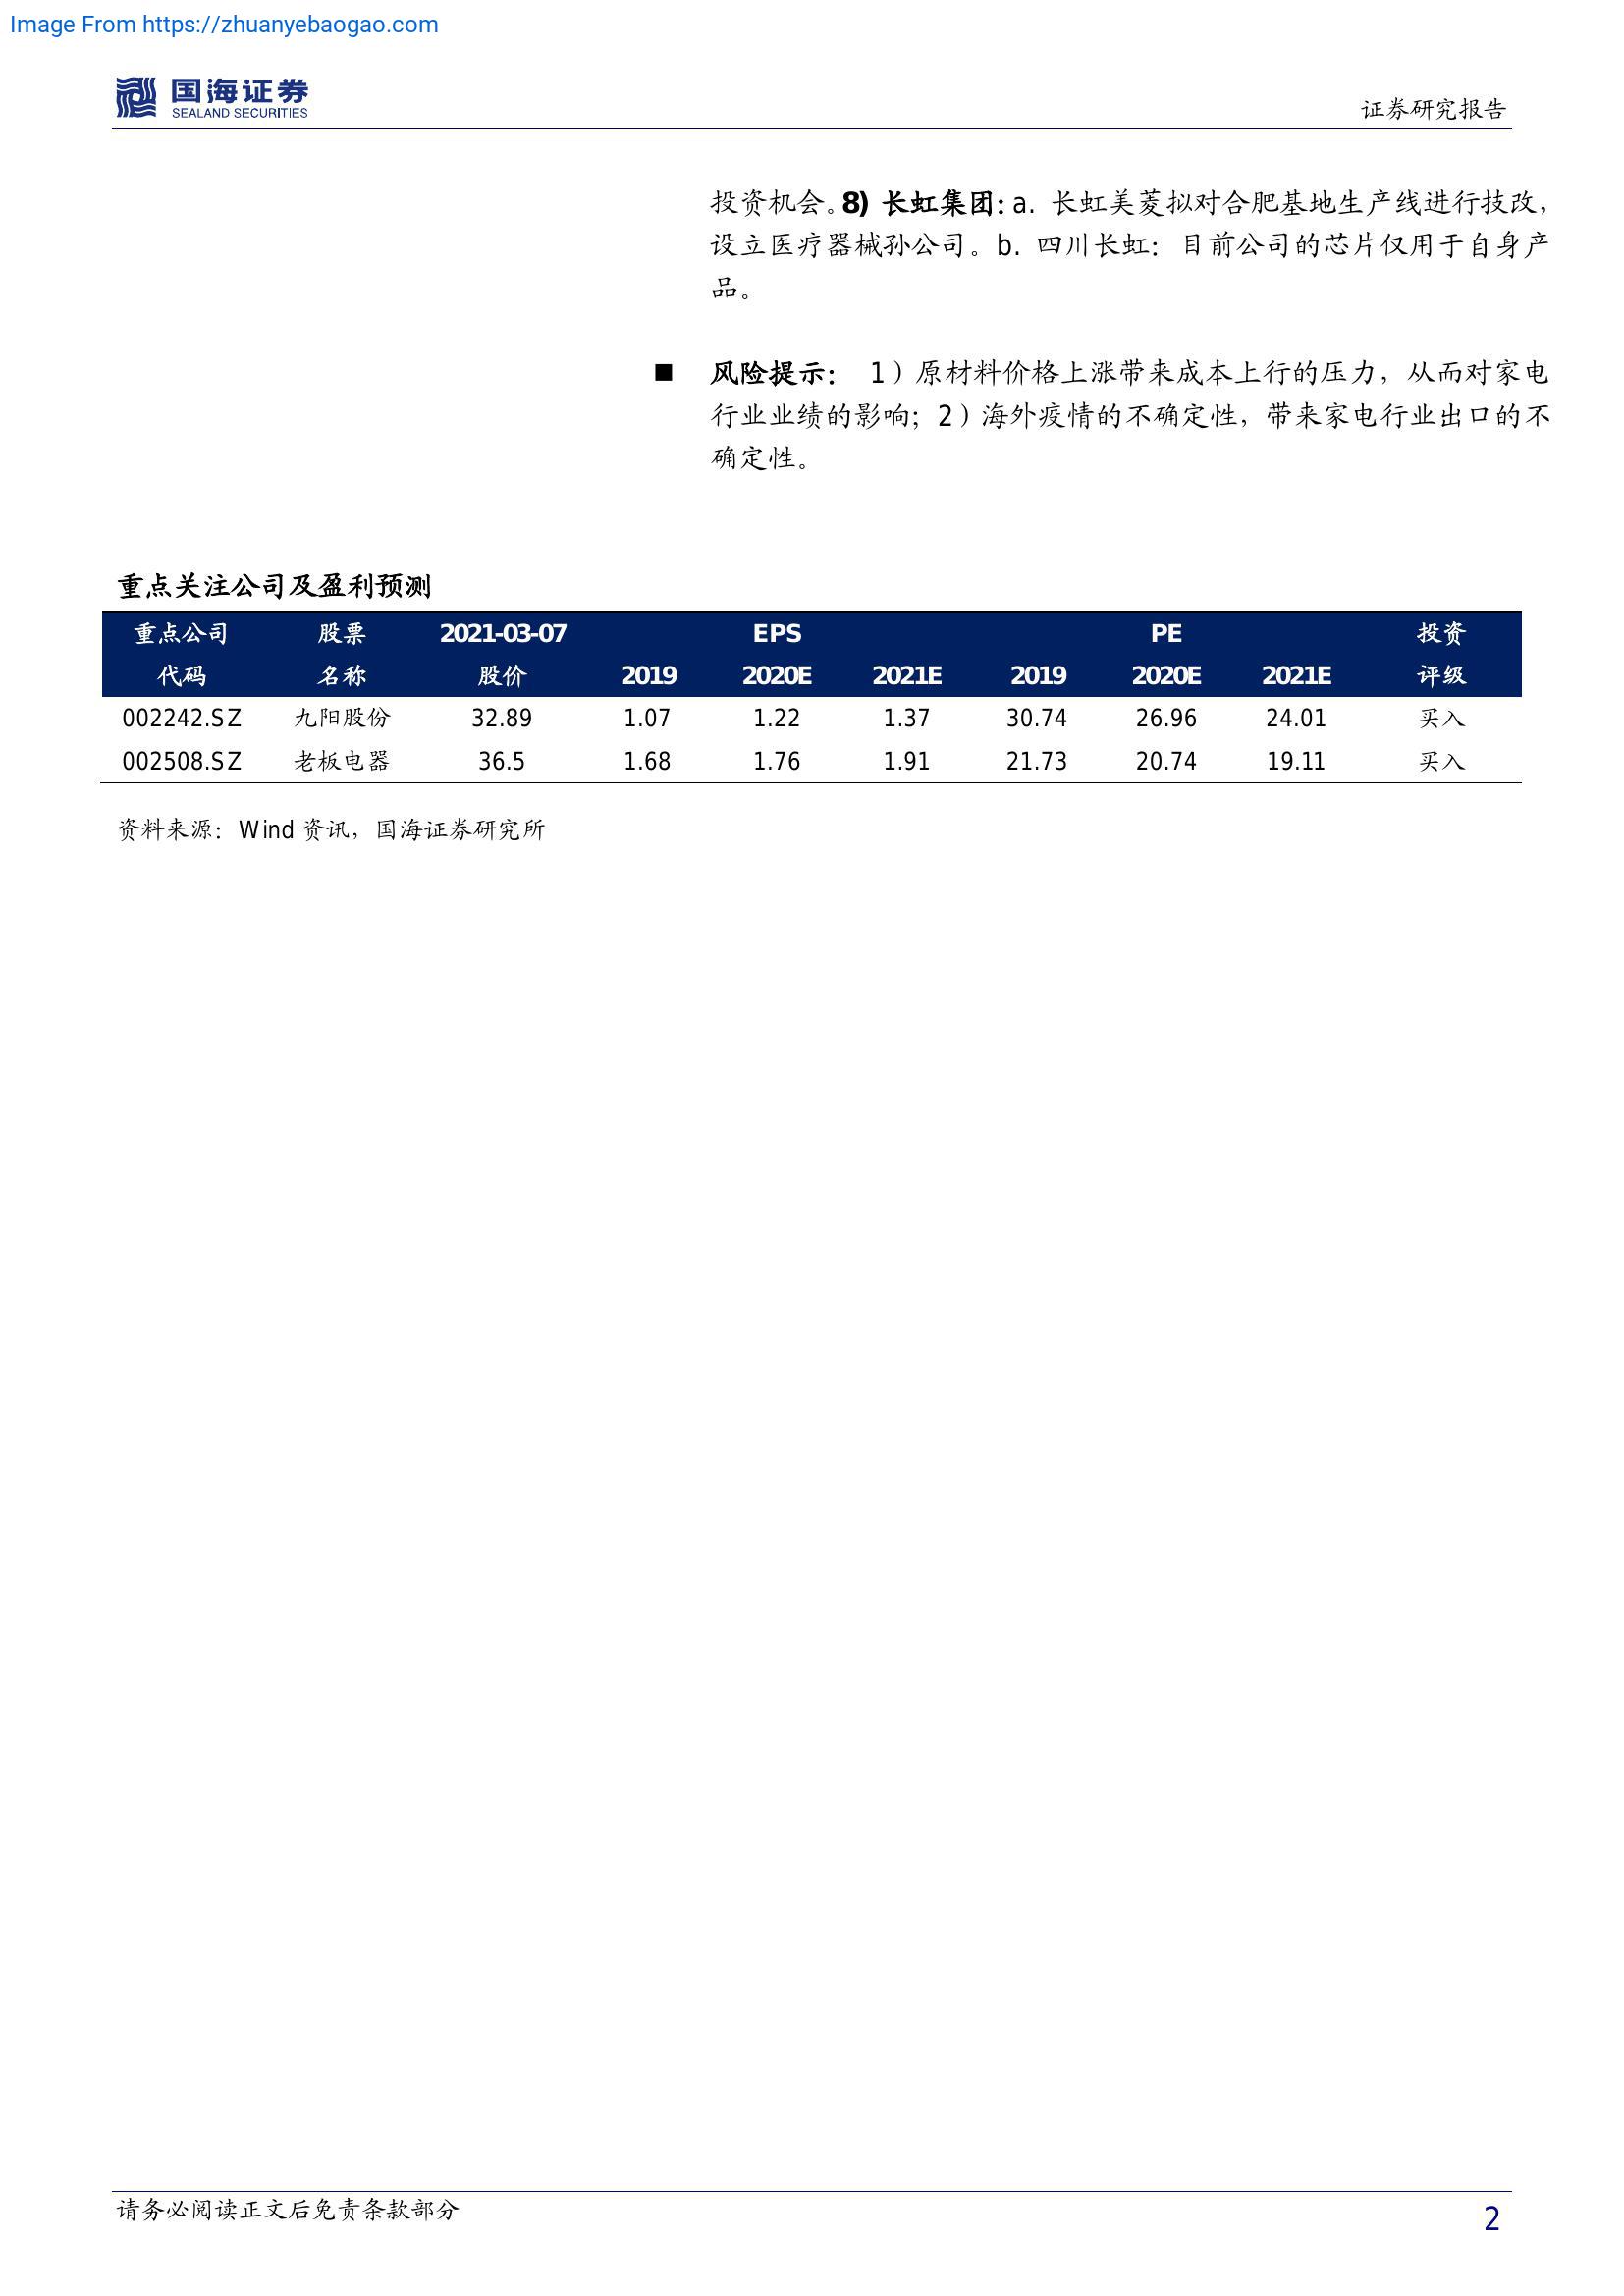 Image From https://zhuanyebaogao.com
国海证券
SEALAND SECURITIES
证券研究报告
投资机会。8) 长虹集团: a. 长虹美菱拟对合肥基地生产线进行技改，
设立医疗器械孙公司。b. 四川长虹：目前公司的芯片仅用于自身产
品。
■ 风险提示： 1）原材料价格上涨带来成本上行的压力，从而对家电
行业业绩的影响；2）海外疫情的不确定性，带来家电行业出口的不
确定性。
重点关注公司及盈利预测
重点公司 股票 2021-03-07 EPS PE 投资
代码 名称 股价 2019 2020E 2021E 2019 2020E 2021E 评级
002242.SZ 九阳股份 32.89 1.07 1.22 1.37 30.74 26.96 24.01 买入
002508.SZ 老板电器 36.5 1.68 1.76 1.91 21.73 20.74 19.11 买入
资料来源：Wind 资讯，国海证券研究所
请务必阅读正文后免责条款部分
2